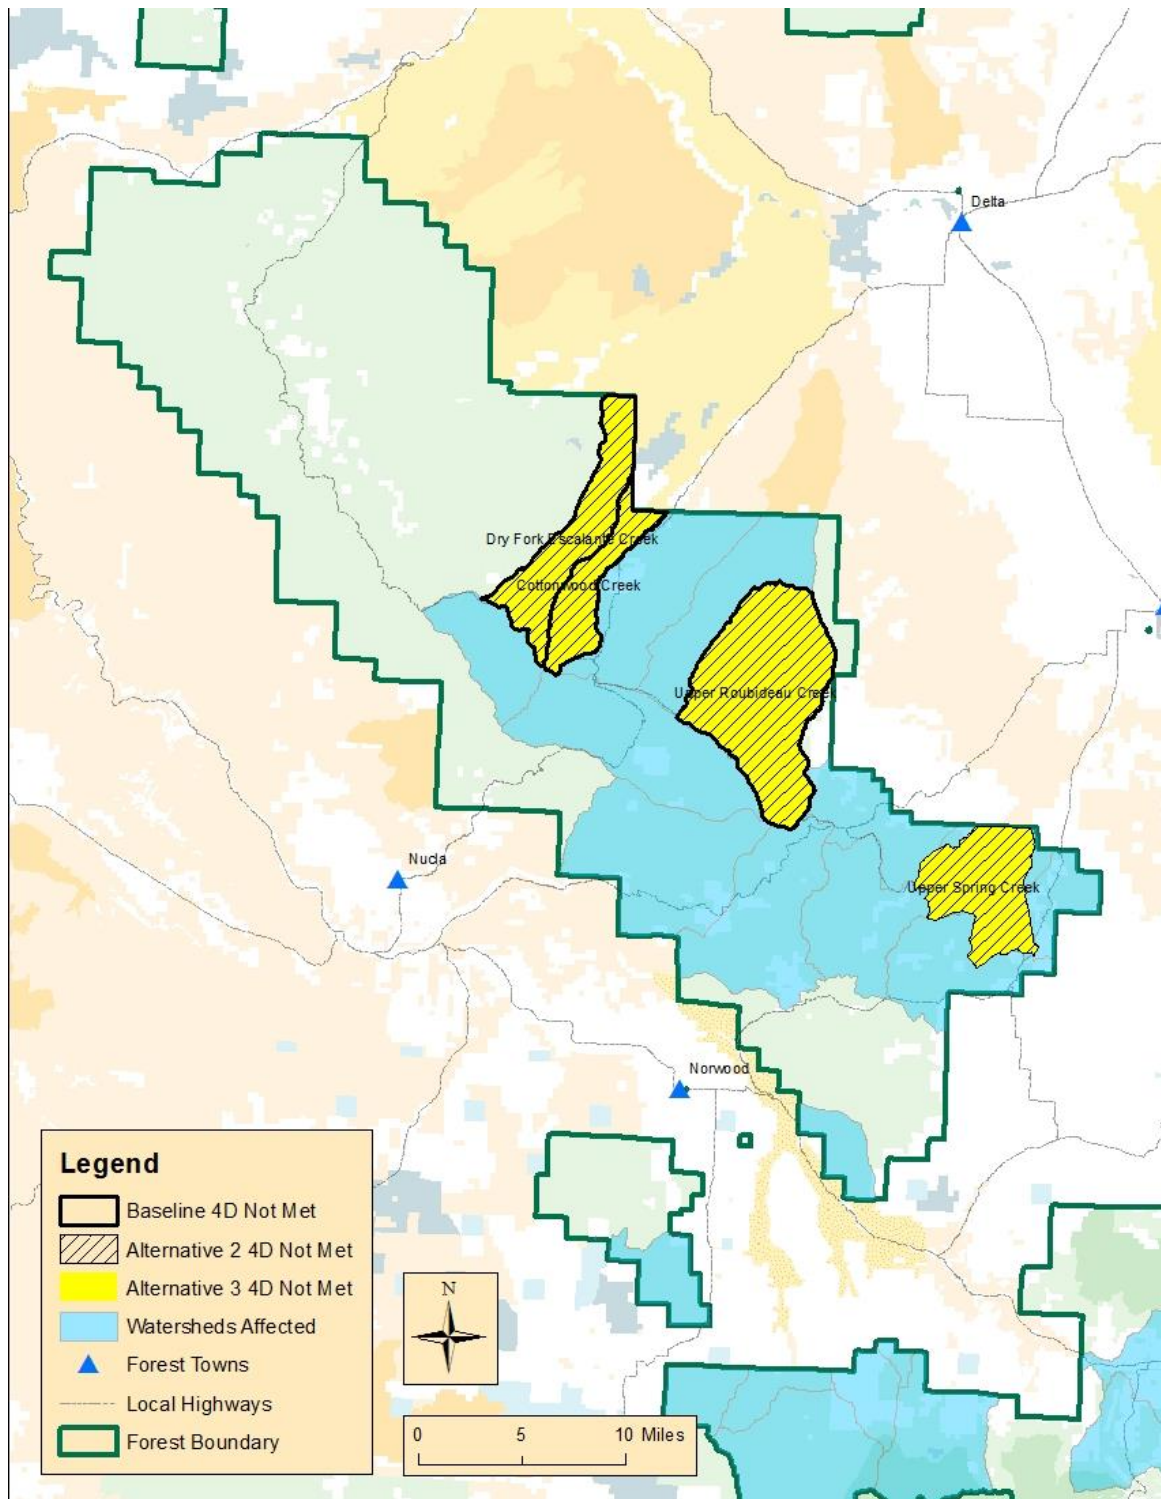 Delta
Dry Fork Escalante Creek
Cottonwood Creek
Upper Roubideau Creek
Nucla
Upper Spring Creek
Norwood
Legend
Baseline 4D Not Met
Alternative 2 4D Not Met
Alternative 3 4D Not Met
Watersheds Affected
Forest Towns
Local Highways
Forest Boundary
N
0 5 10 Miles